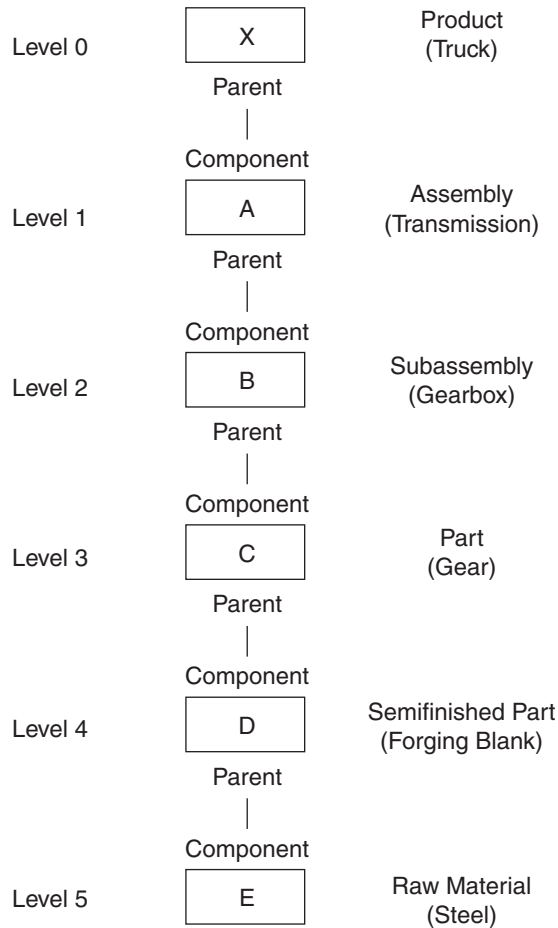 Level 0
X
Product
(Truck)
Parent
Component
Level 1
A
Assembly
(Transmission)
Parent
Component
Level 2
B
Subassembly
(Gearbox)
Parent
Component
Level 3
C
Part
(Gear)
Parent
Component
Level 4
D
Semifinished Part
(Forging Blank)
Parent
Component
Level 5
E
Raw Material
(Steel)